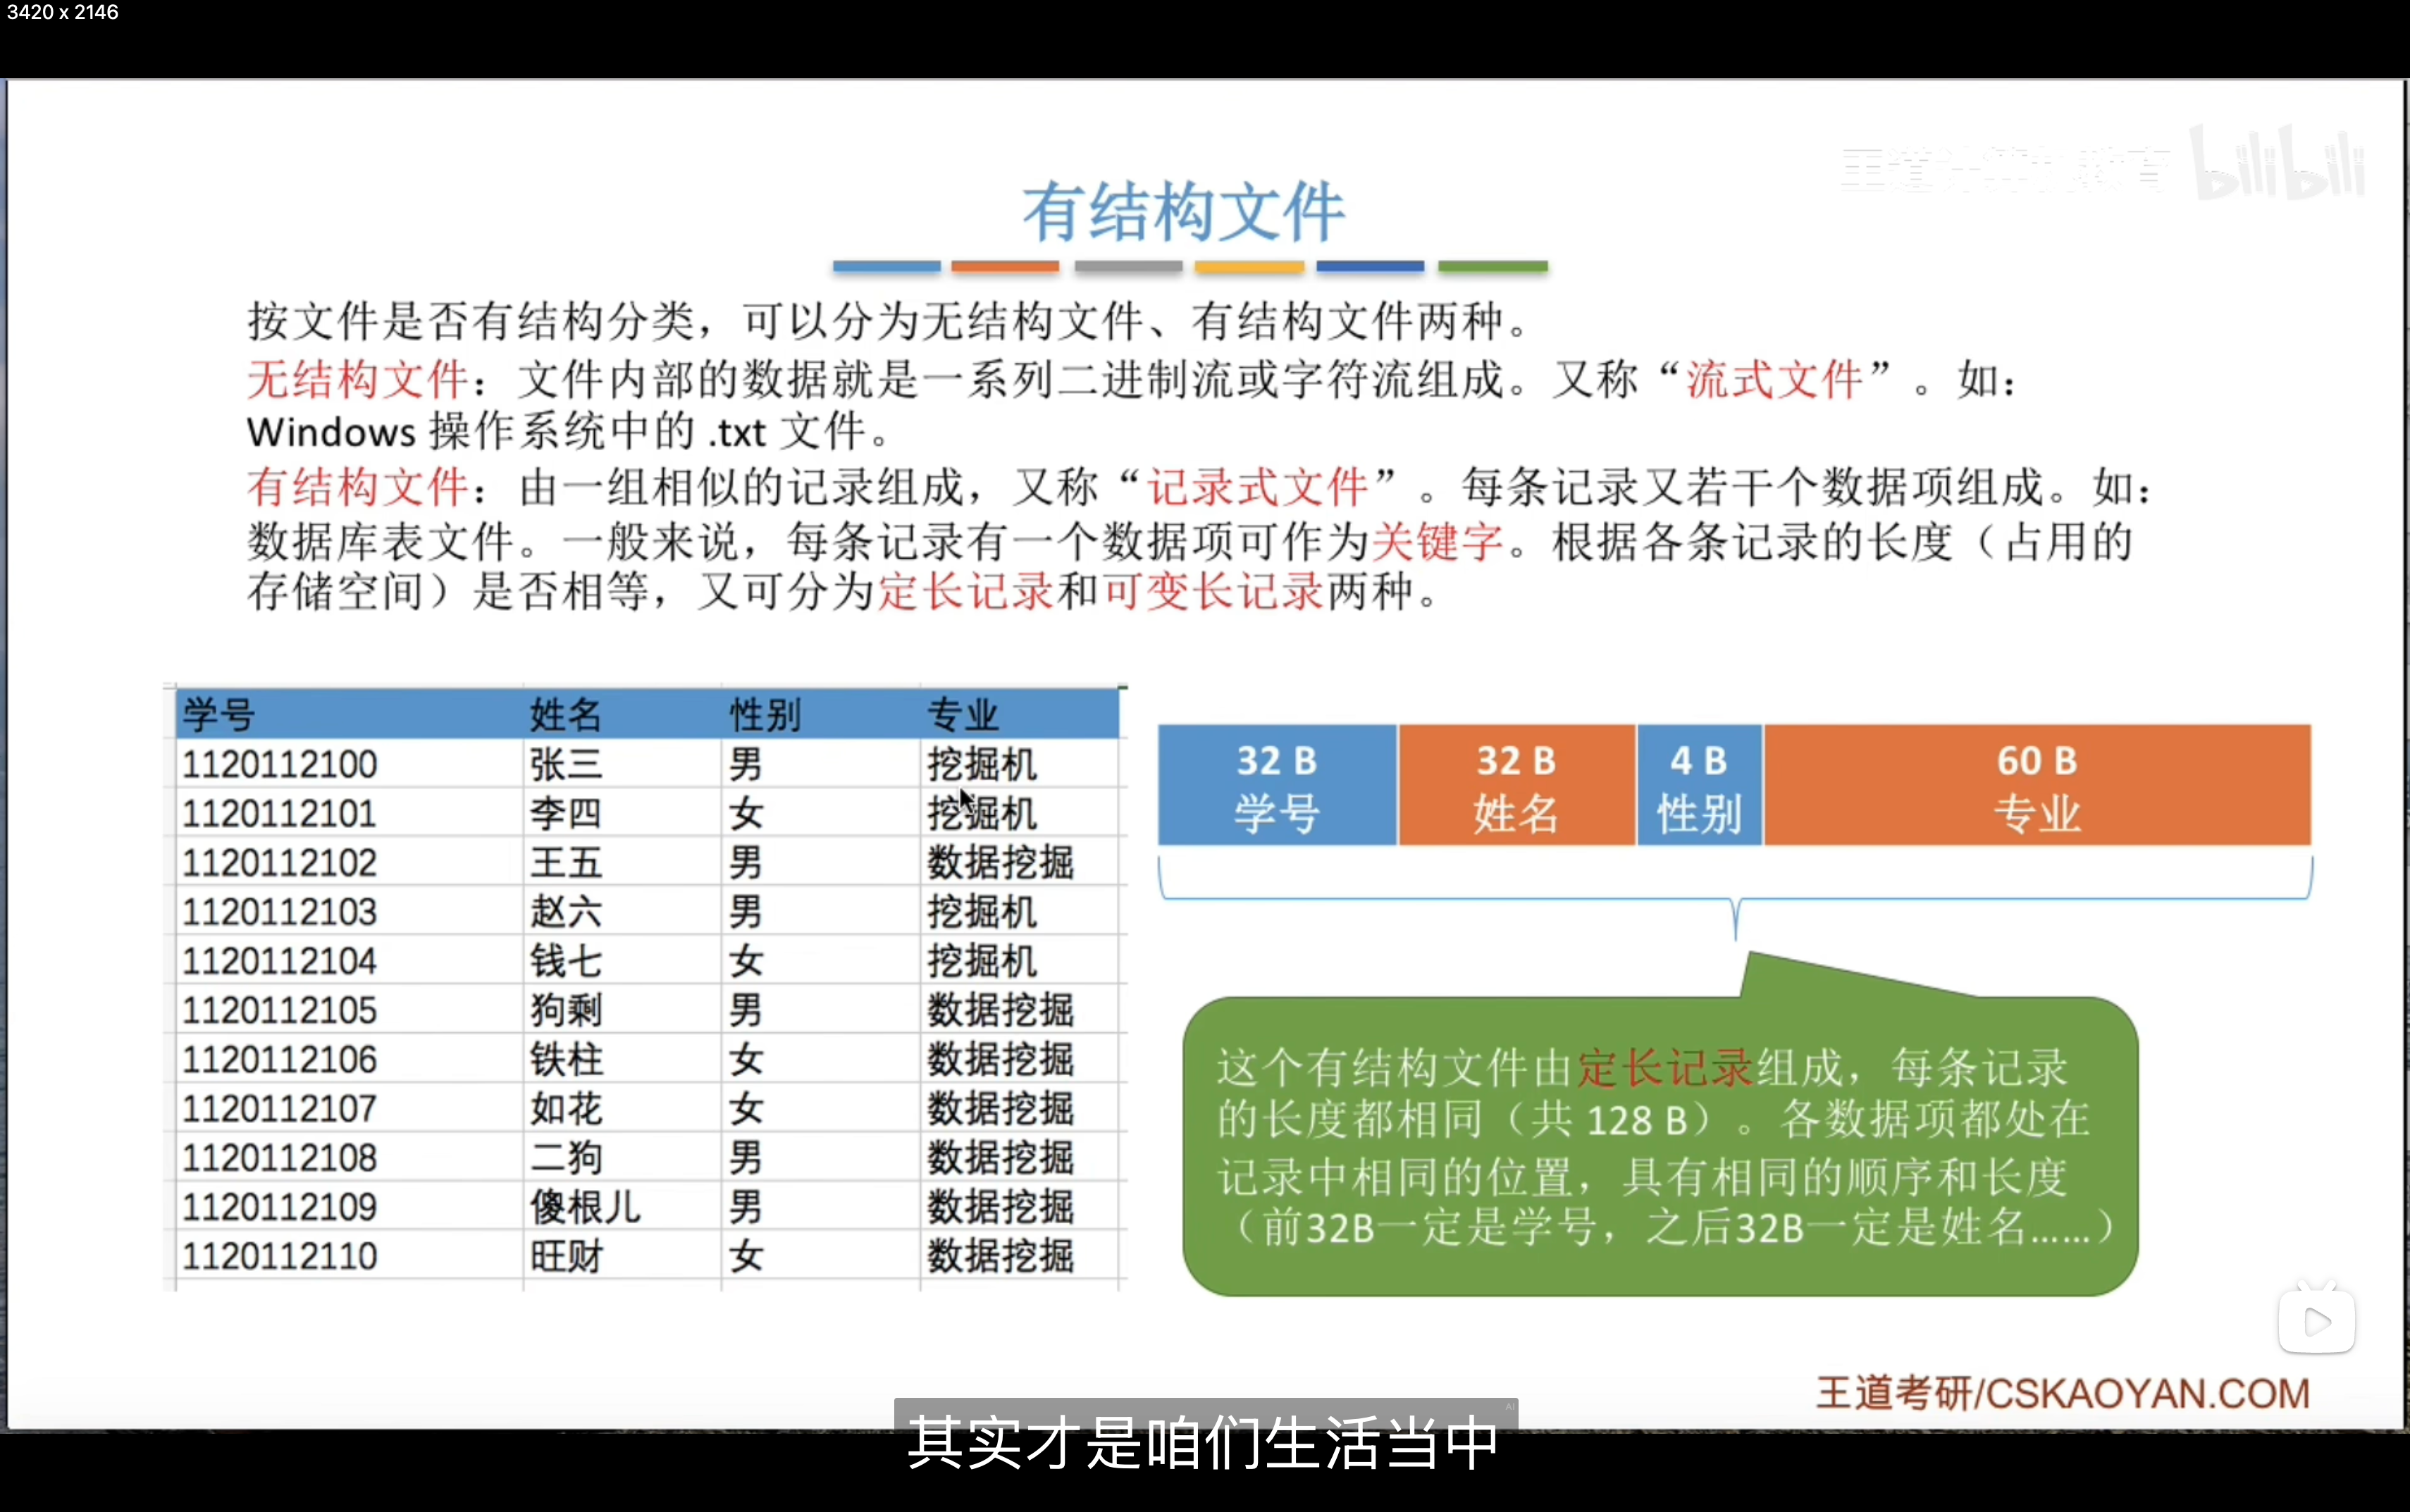 3420 x 2146
bilibili
有结构文件
按文件是否有结构分类，可以分为无结构文件、有结构文件两种。
无结构文件：文件内部的数据就是一系列二进制流或字符流组成。又称“流式文件”。如：
Windows 操作系统中的 .txt 文件。
有结构文件：由一组相似的记录组成，又称“记录式文件”。每条记录又若干个数据项组成。如：
数据库表文件。一般来说，每条记录有一个数据项可作为关键字。根据各条记录的长度（占用的
存储空间）是否相等，又可分为定长记录和可变长记录两种。
学号 姓名 性别 专业
1120112100 张三 男 挖掘机
1120112101 李四 女 挖掘机
1120112102 王五 男 数据挖掘
1120112103 赵六 男 挖掘机
1120112104 钱七 女 挖掘机
1120112105 狗剩 男 数据挖掘
1120112106 铁柱 女 数据挖掘
1120112107 如花 女 数据挖掘
1120112108 二狗 男 数据挖掘
1120112109 傻根儿 男 数据挖掘
1120112110 旺财 女 数据挖掘
32 B 32 B 4 B 60 B
学号 姓名 性别 专业
这个有结构文件由定长记录组成，每条记录
的长度都相同（共 128 B）。各数据项都处在
记录中相同的位置，具有相同的顺序和长度
（前32B一定是学号，之后32B一定是姓名……）
王道考研/CSKAOYAN.COM
AI
其实才是咱们生活当中